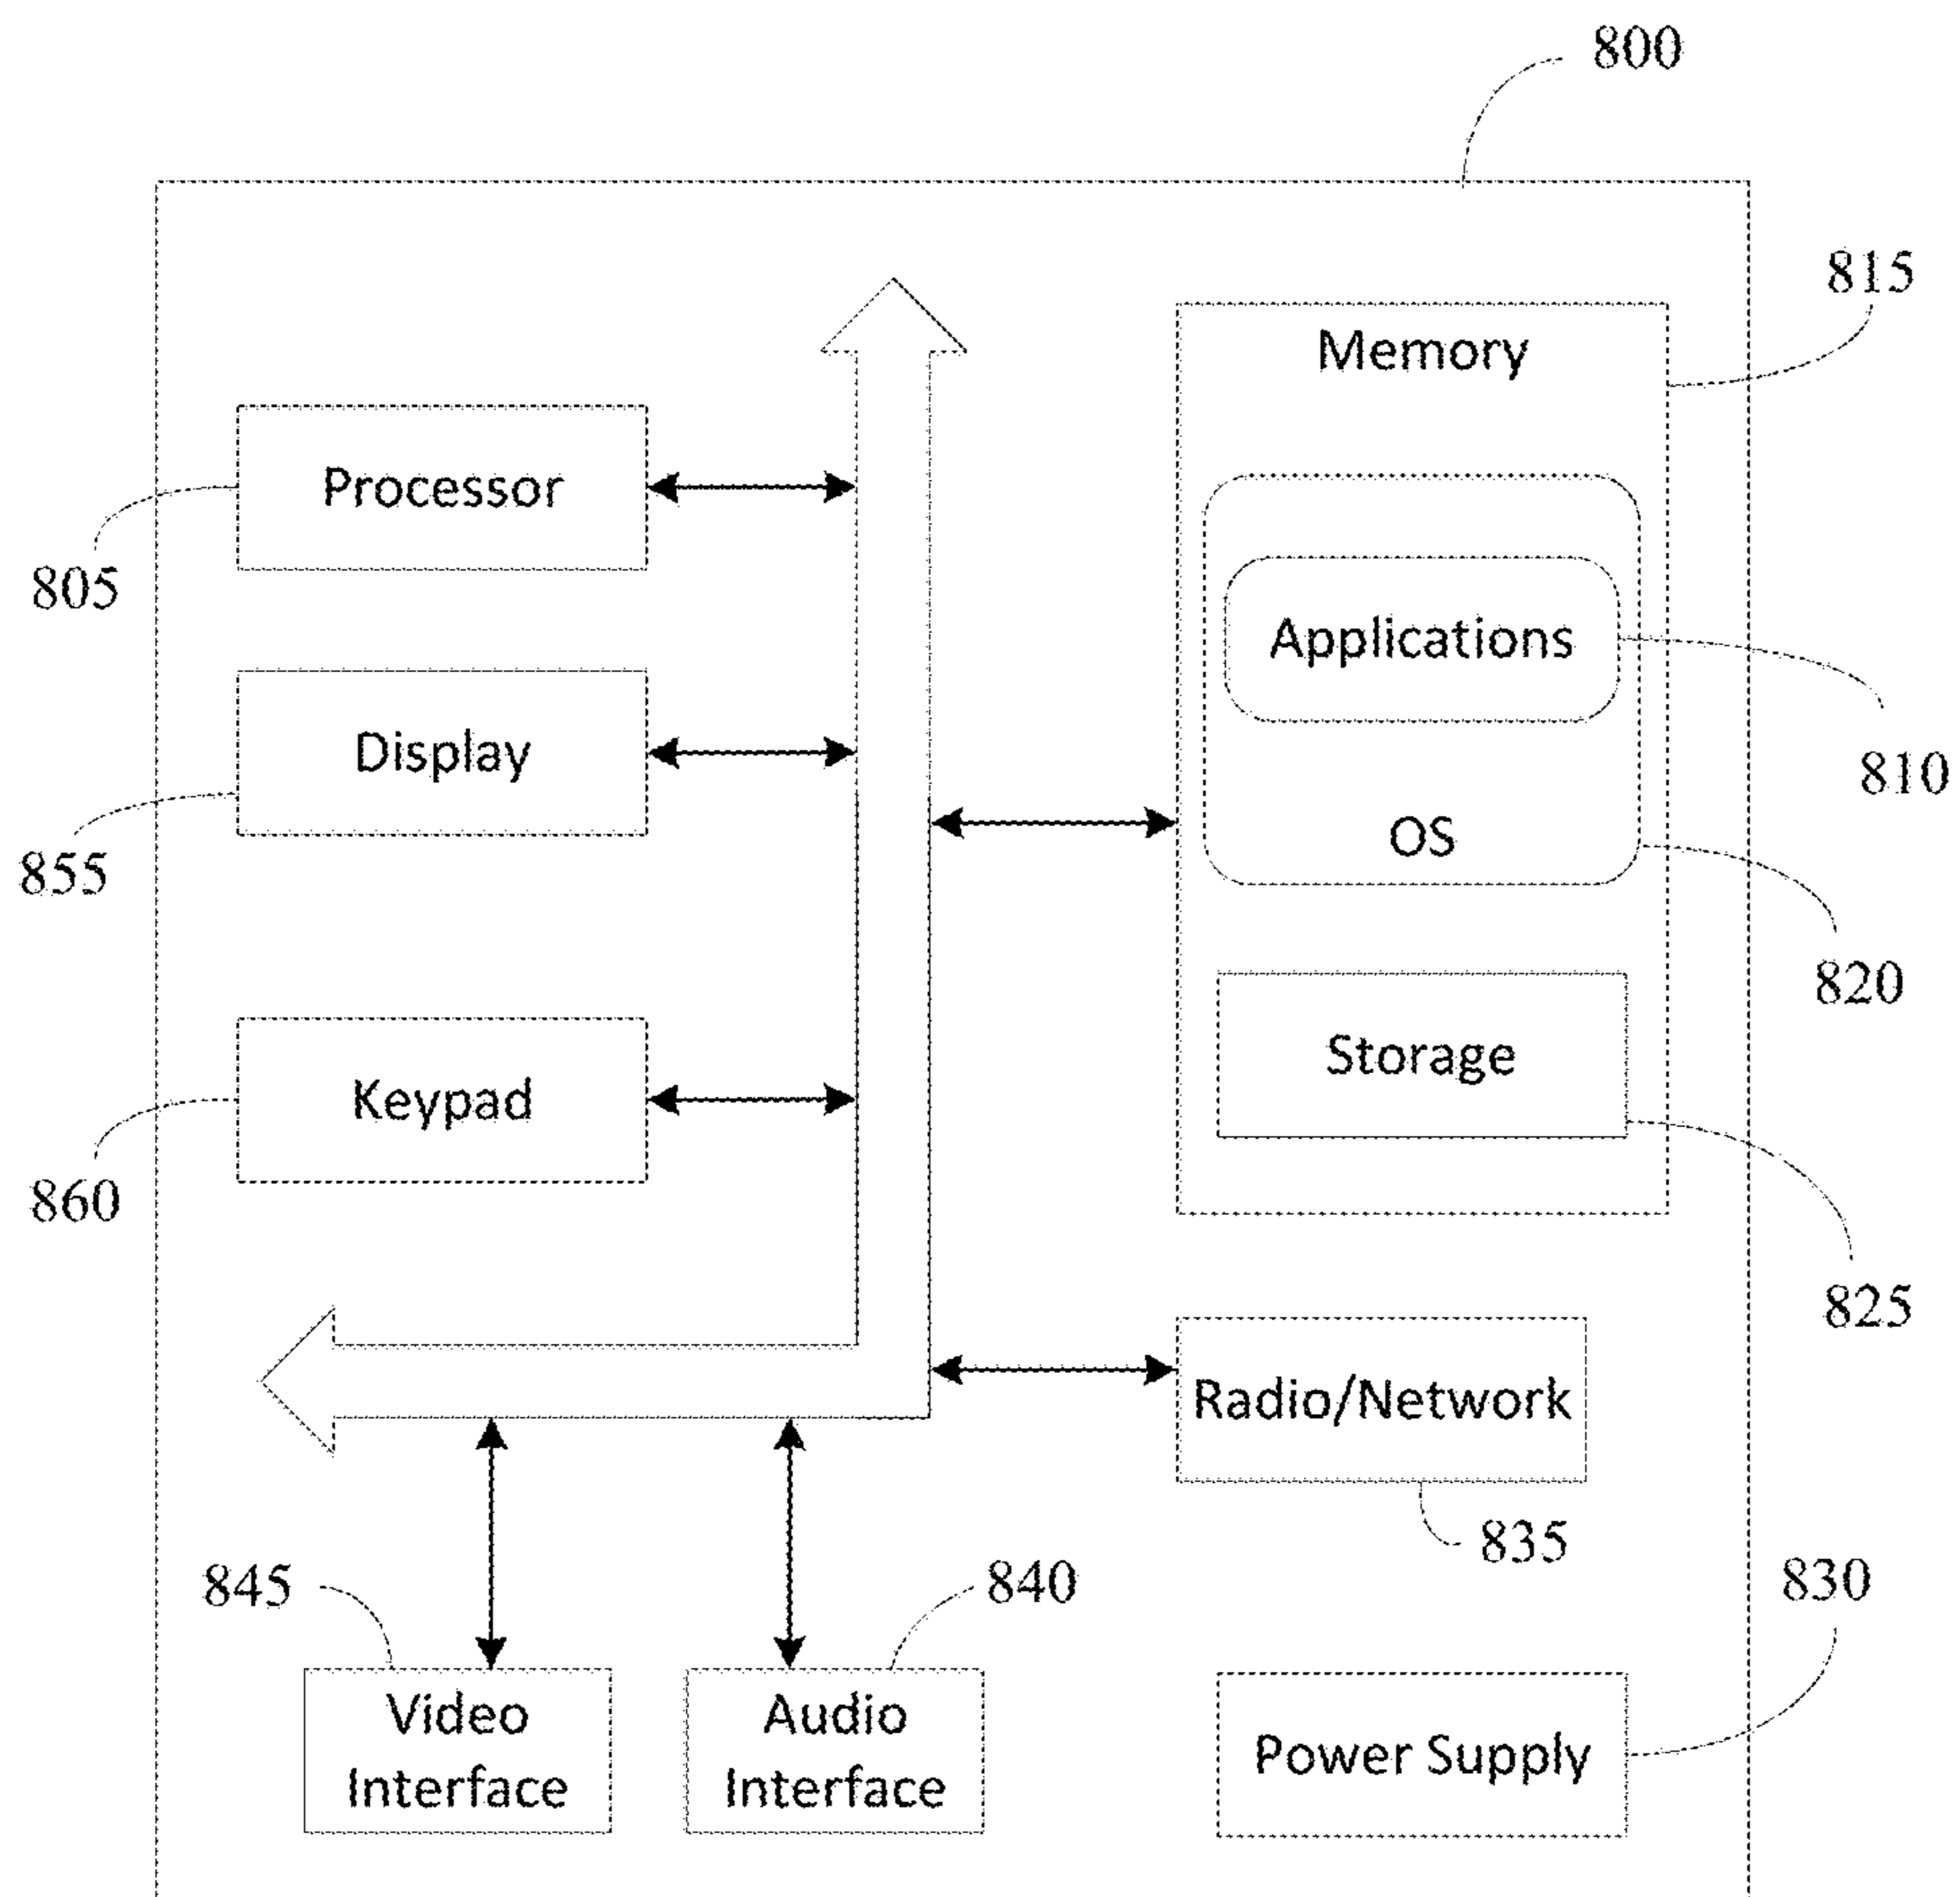 800
815
Memory
Processor
805
Applications
Display
810
OS
855
820
Storage
Keypad
860
825
Radio/Network
835
845
840
830
Video
Interface
Audio
Interface
Power Supply